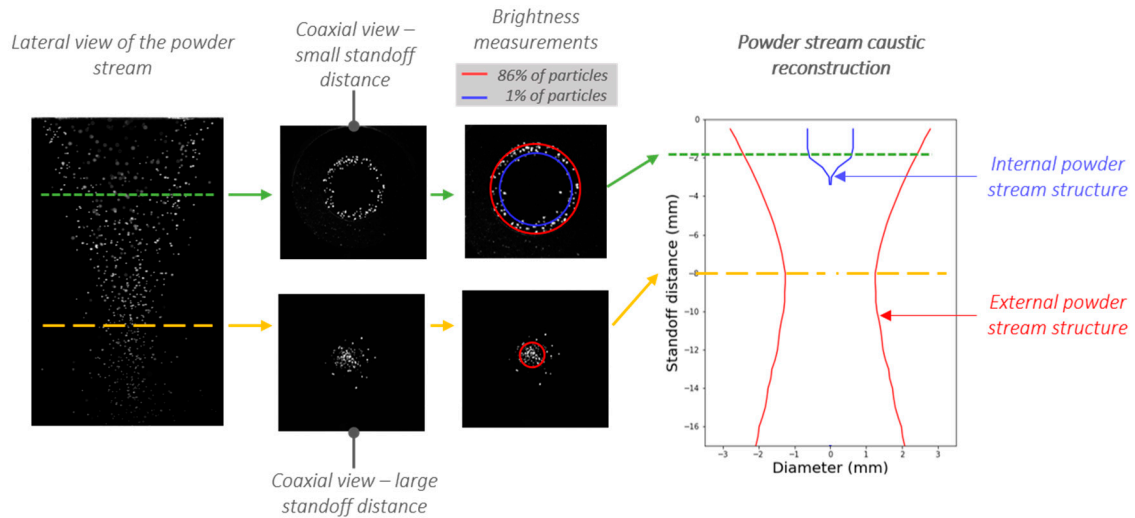 Lateral view of the powder
stream
Coaxial view –
small standoff
distance
Brightness
measurements
86% of particles
1% of particles
Powder stream caustic
reconstruction
0
−2
−4
−6
−8
−10
−12
−14
−16
Standoff distance (mm)
−3
−2
−1
0
1
2
3
Diameter (mm)
Internal powder
stream structure
External powder
stream structure
Coaxial view – large
standoff distance